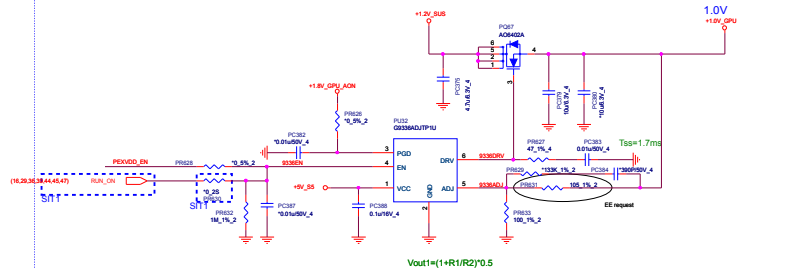 1.0V
+1.2V_SUS
+1.0V_GPU
PQ67
AO6402A
6
5
2
1
4
3
PC375
4.7u/6.3V_4
PC379
10u/6.3V_4
PC380
*10u/6.3V_4
+1.8V_GPU_AON
PR626
*0_5%_2
PU32
G9336ADJTP1U
PC362
*0.01u/50V_4
Tss=1.7ms
PR627
47_1%_4
PC383
0.01u/50V_4
3
PGD
DRV
6
9336DRV
PEXVDD_EN
PR628
*0_5%_2
9336EN
4
EN
PR629
*133K_1%_2
PC384
*390P/50V_4
(16,29,36,39,44,45,47)
RUN_ON
*0_2S
PR630
+5V_S5
1
VCC
GND
ADJ
5
9336ADJ
PR631
105_1%_2
SIT1
SIT1
2
EE request
PR632
1M_1%_2
PC387
*0.01u/50V_4
PC388
0.1u/16V_4
PR633
100_1%_2
Vout1=(1+R1/R2)*0.5